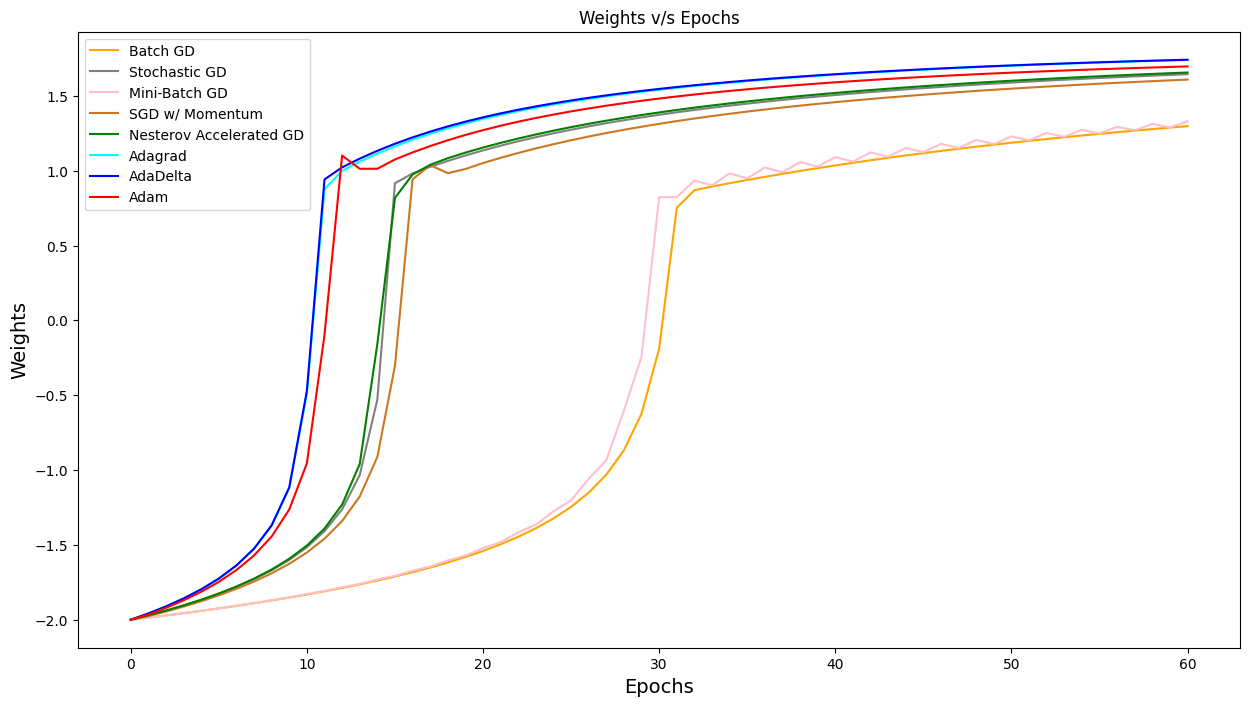 Weights v/s Epochs
Batch GD
Stochastic GD
Mini-Batch GD
SGD w/ Momentum
Nesterov Accelerated GD
Adagrad
AdaDelta
Adam
1.5
1.0
0.5
0.0
−0.5
−1.0
−1.5
−2.0
Weights
0 10 20 30 40 50 60
Epochs